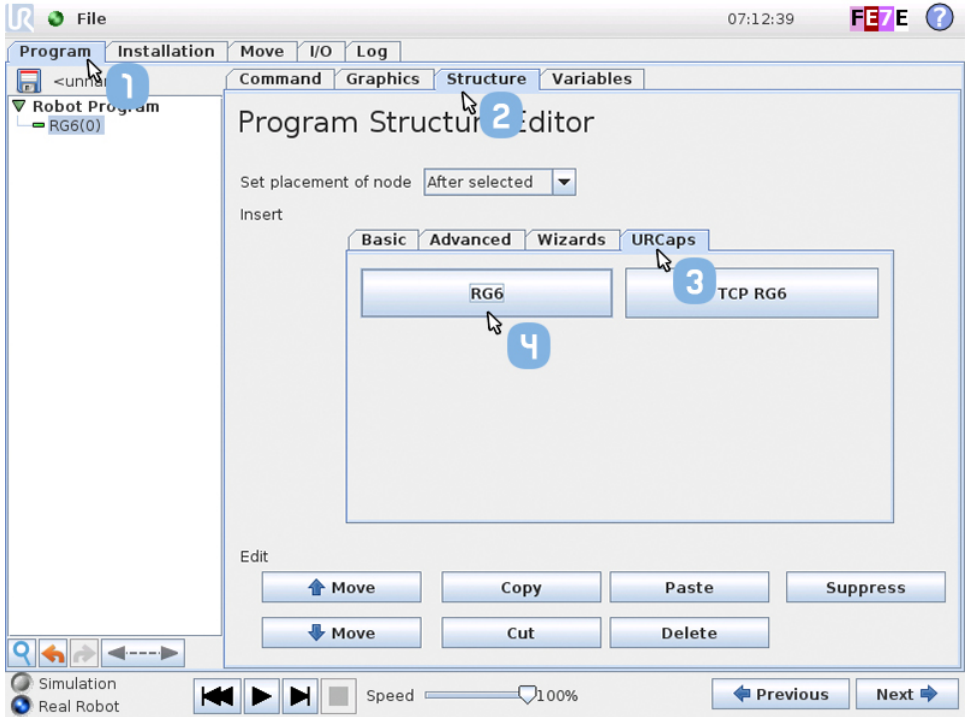 UR File 07:12:39 FE7E ?
Program Installation Move I/O Log
1
<unna
Command Graphics Structure Variables
2
Robot Program
RG6(0)
Program Structure Editor
Set placement of node After selected
Insert
Basic Advanced Wizards URCaps
3
RG6 TCP RG6
4
Edit
Move Copy Paste Suppress
Move Cut Delete
Simulation
Real Robot
Speed 100% Previous Next